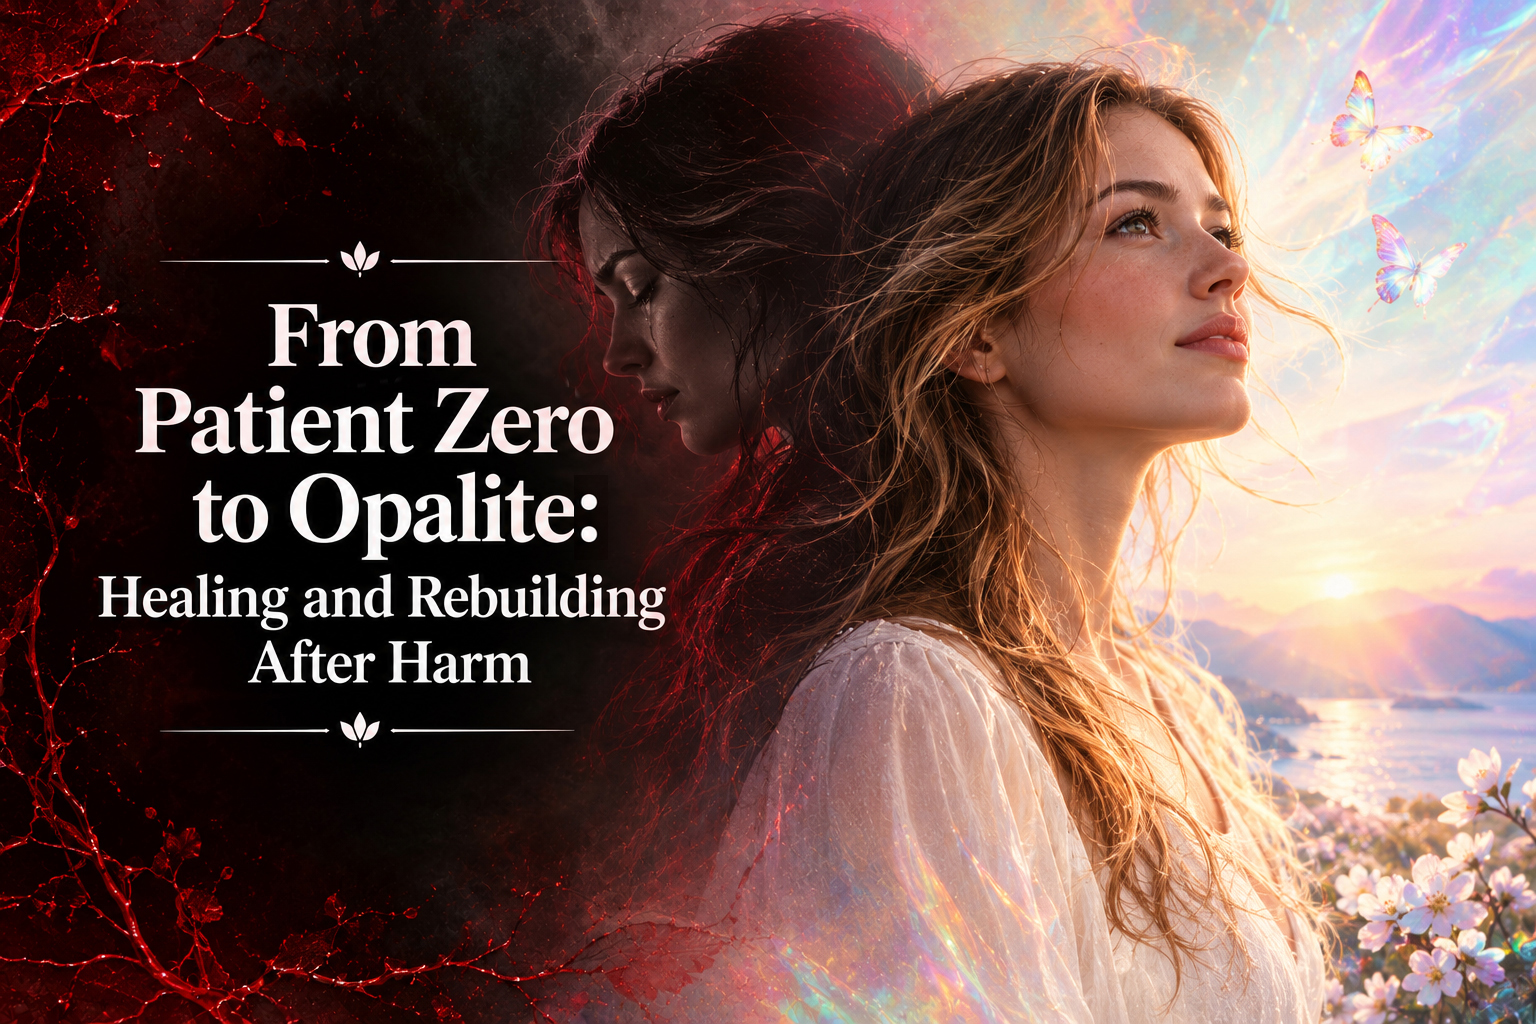 From
Patient Zero
to Opalite:
Healing and Rebuilding
After Harm